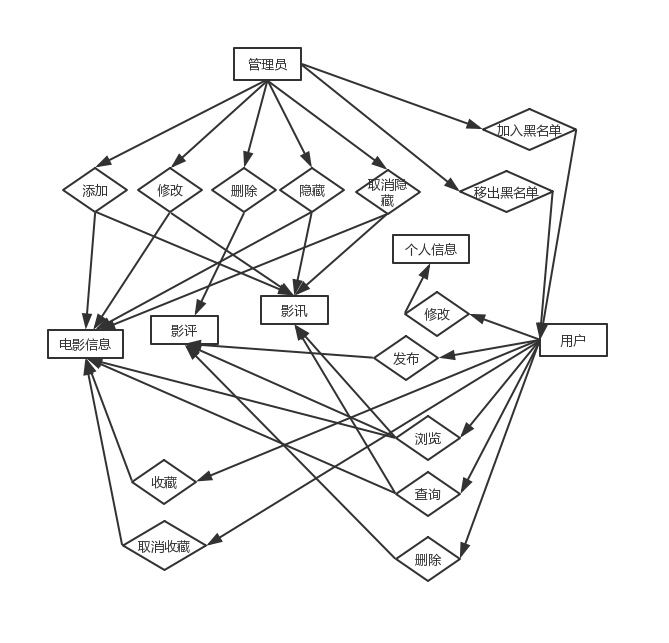 管理员
加入黑名单
添加
修改
删除
隐藏
取消隐
藏
移出黑名单
个人信息
影讯
修改
影评
电影信息
用户
发布
浏览
收藏
查询
取消收藏
删除